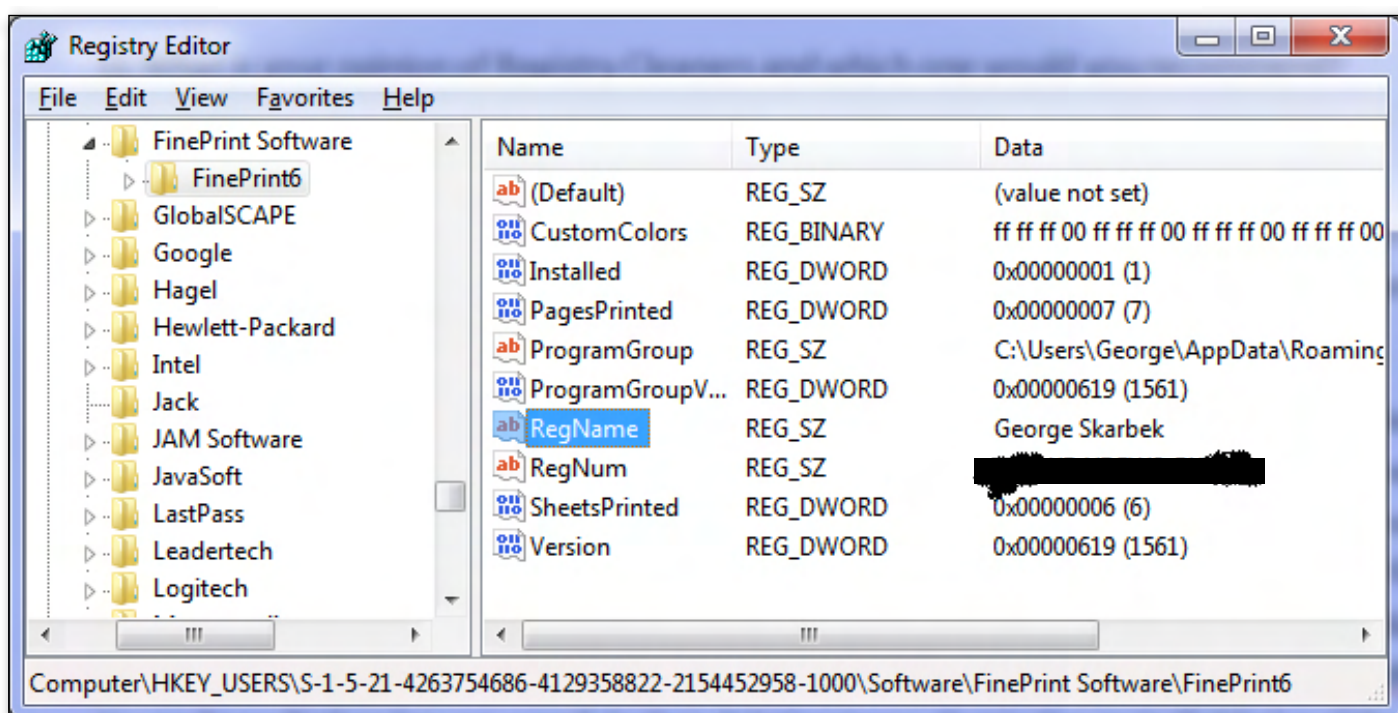 Registry Editor
File Edit View Favorites Help
FinePrint Software
FinePrint6
GlobalSCAPE
Google
Hagel
Hewlett-Packard
Intel
Jack
JAM Software
JavaSoft
LastPass
Leadertech
Logitech
Name Type Data
(Default) REG_SZ (value not set)
CustomColors REG_BINARY ff ff ff 00 ff ff ff 00 ff ff ff 00 ff ff ff 00
Installed REG_DWORD 0x00000001 (1)
PagesPrinted REG_DWORD 0x00000007 (7)
ProgramGroup REG_SZ C:\Users\George\AppData\Roaming
ProgramGroupV... REG_DWORD 0x00000619 (1561)
RegName REG_SZ George Skarbek
RegNum REG_SZ
SheetsPrinted REG_DWORD 0x00000006 (6)
Version REG_DWORD 0x00000619 (1561)
Computer\HKEY_USERS\S-1-5-21-4263754686-4129358822-2154452958-1000\Software\FinePrint Software\FinePrint6